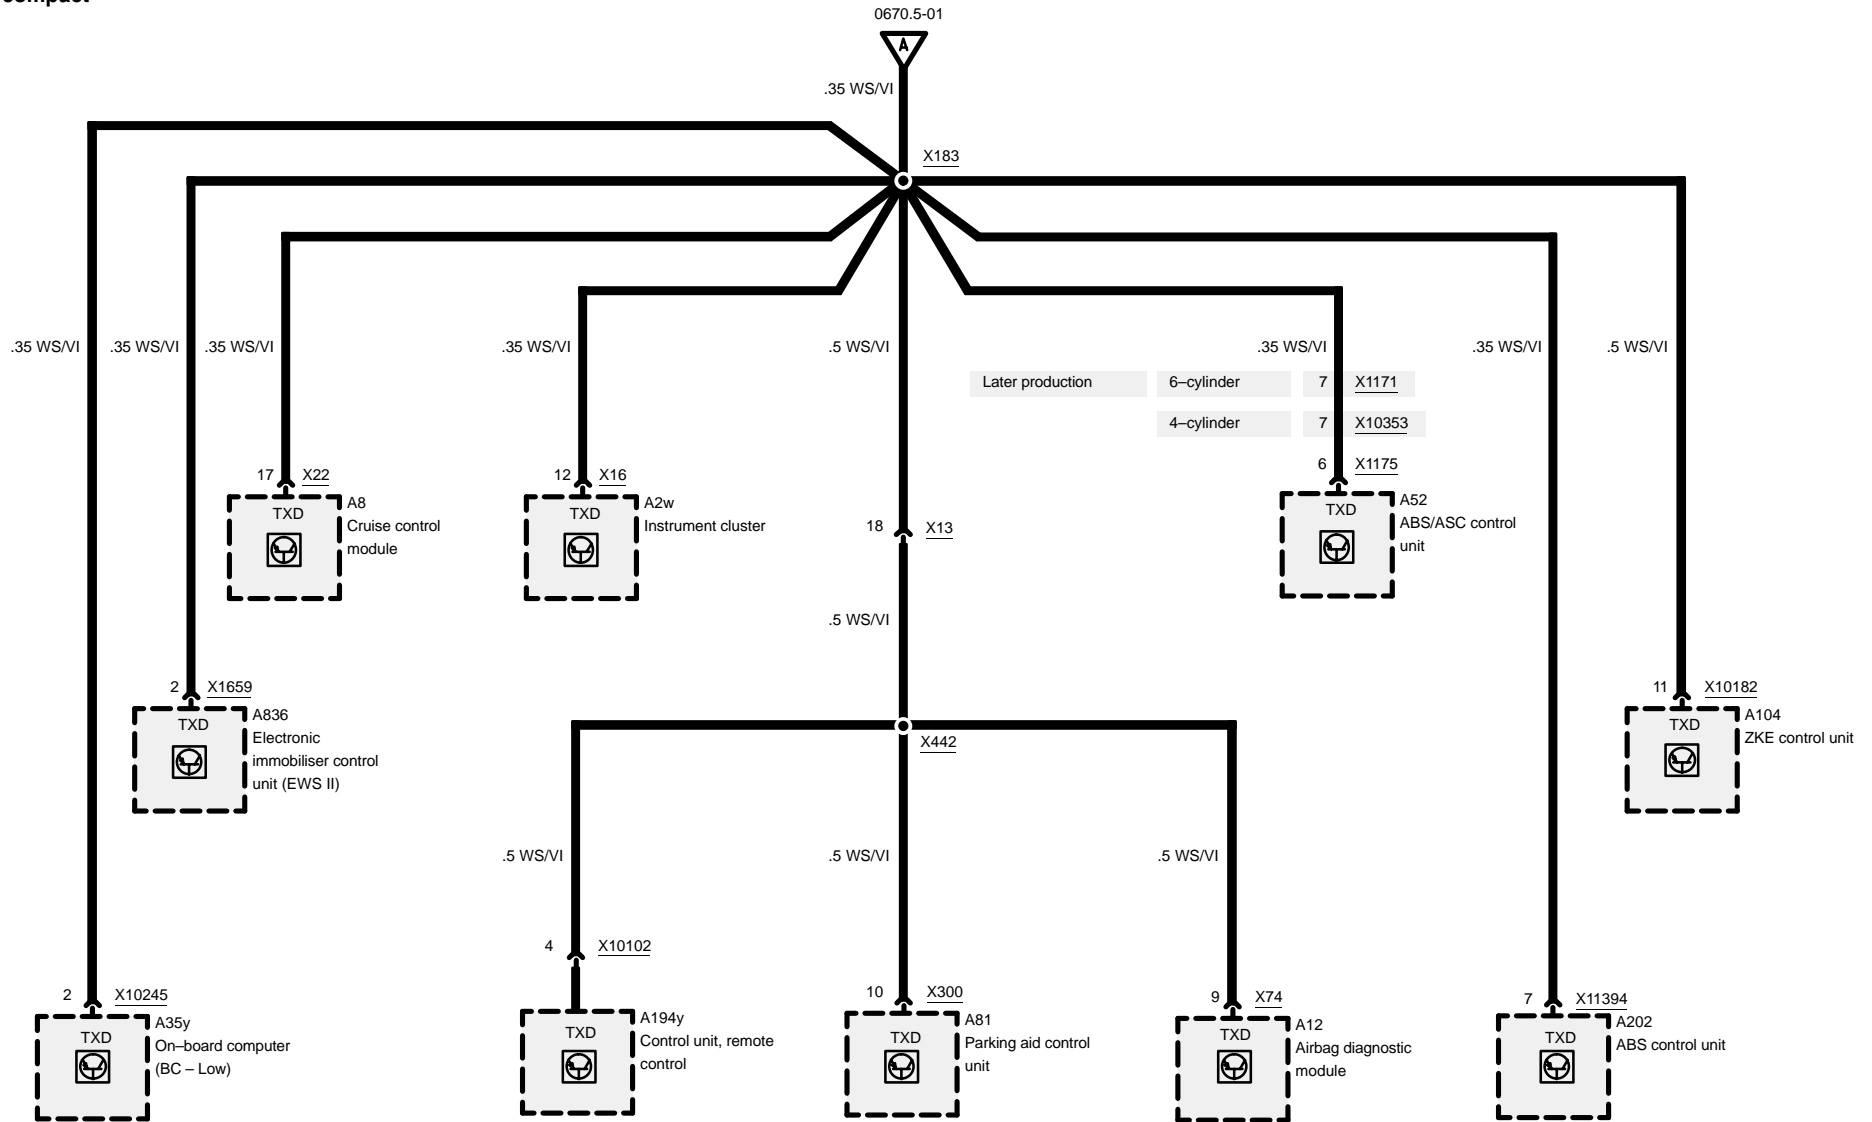 compact
0670.5-01
A
.35 WS/VI
X183
.35 WS/VI
.35 WS/VI
.35 WS/VI
.35 WS/VI
.5 WS/VI
.35 WS/VI
.35 WS/VI
.5 WS/VI
Later production
6–cylinder
7
X1171
4–cylinder
7
X10353
17
X22
TXD
A8
Cruise control
module
12
X16
TXD
A2w
Instrument cluster
18
X13
6
X1175
TXD
A52
ABS/ASC control
unit
.5 WS/VI
2
X1659
TXD
A836
Electronic
immobiliser control
unit (EWS II)
X442
11
X10182
TXD
A104
ZKE control unit
.5 WS/VI
.5 WS/VI
.5 WS/VI
4
X10102
2
X10245
TXD
A35y
On–board computer
(BC – Low)
TXD
A194y
Control unit, remote
control
10
X300
TXD
A81
Parking aid control
unit
9
X74
TXD
A12
Airbag diagnostic
module
7
X11394
TXD
A202
ABS control unit